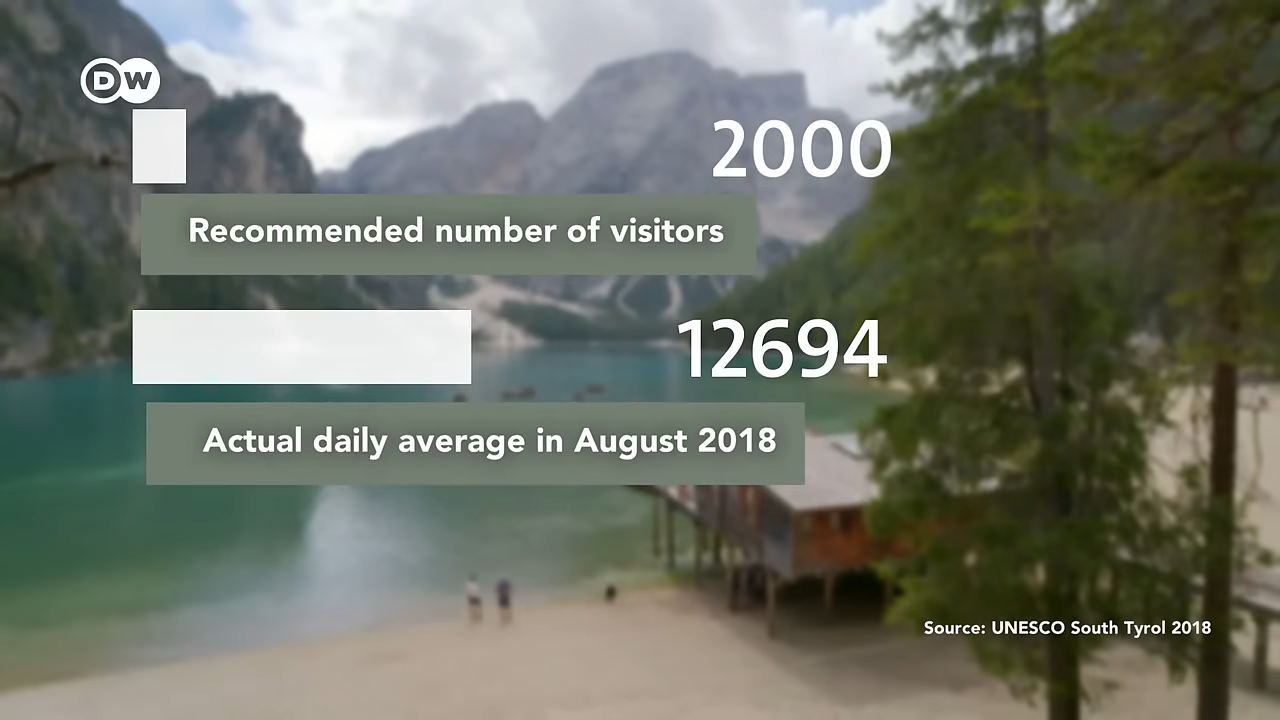 DW
2000
Recommended number of visitors
12694
Actual daily average in August 2018
Source: UNESCO South Tyrol 2018